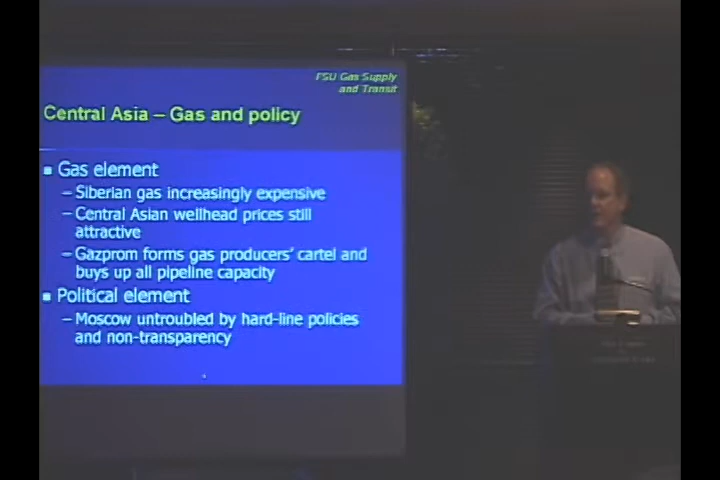 FSU Gas Supply
and Transit
Central Asia – Gas and policy
Gas element
– Siberian gas increasingly expensive
– Central Asian wellhead prices still
attractive
– Gazprom forms gas producers' cartel and
buys up all pipeline capacity
Political element
– Moscow untroubled by hard-line policies
and non-transparency